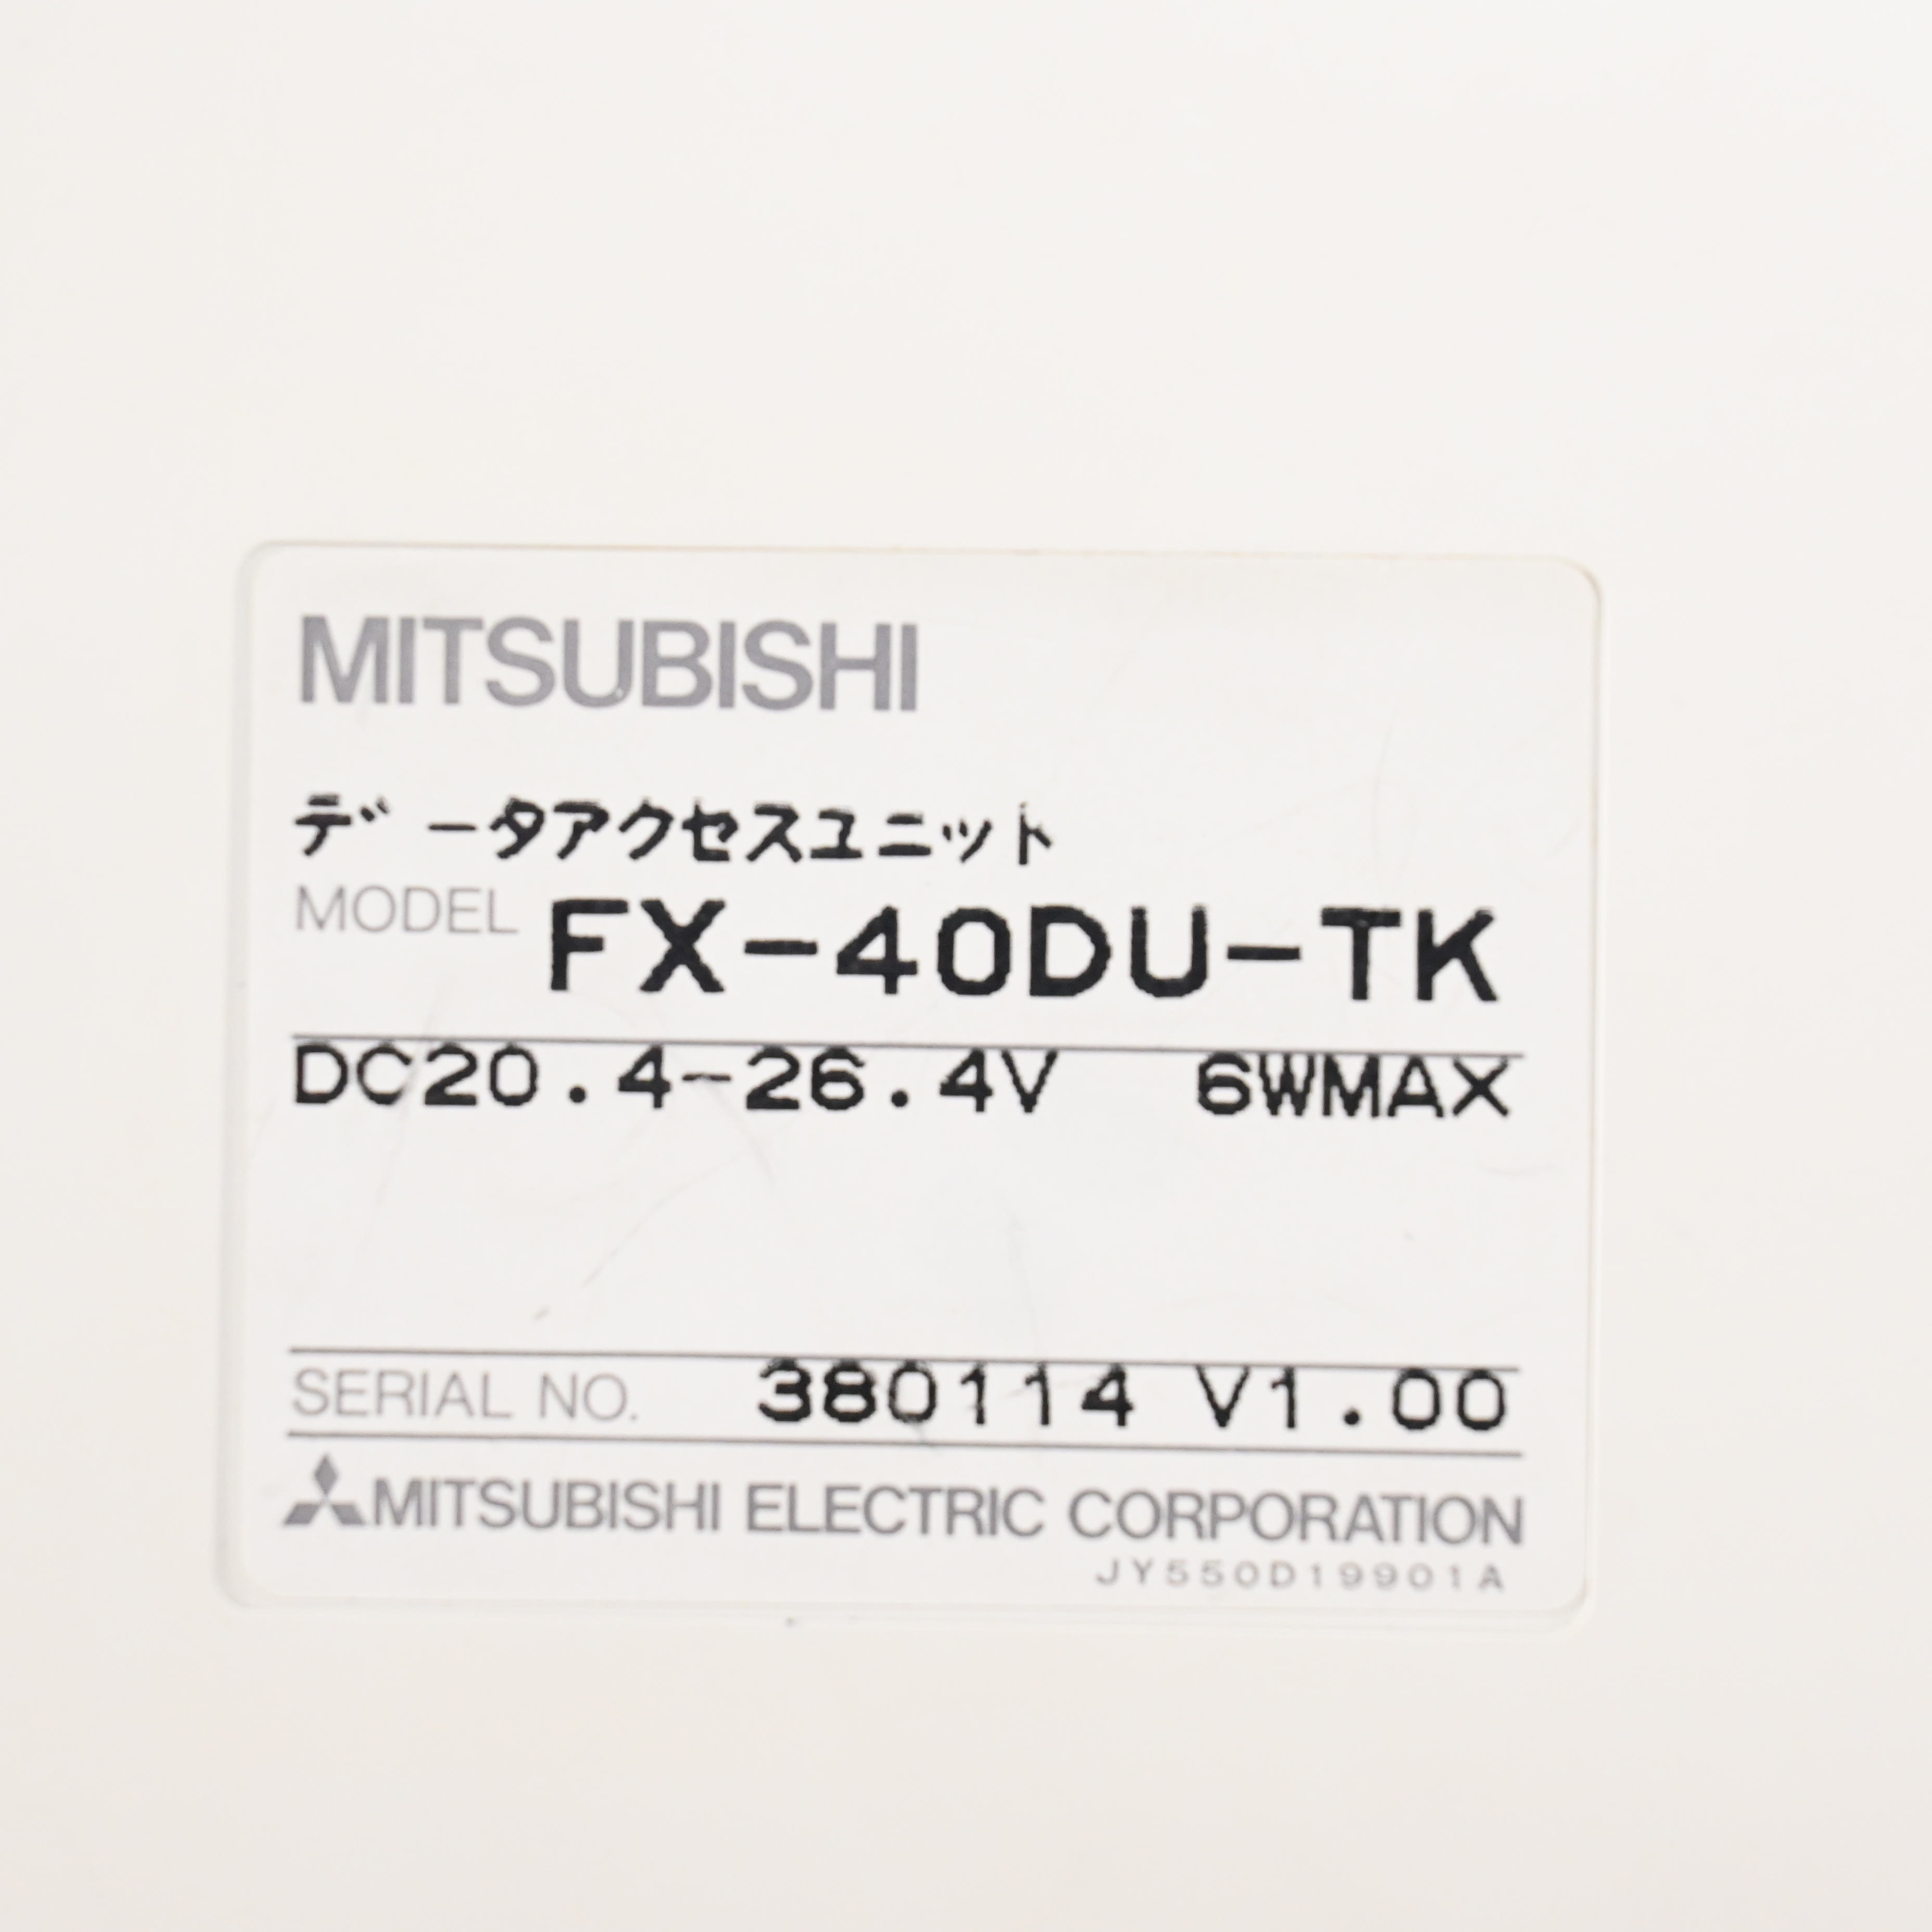 MITSUBISHI
データアクセスユニット
MODEL FX-40DU-TK
DC20.4-26.4V 6WMAX
SERIAL NO. 380114 V1.00
MITSUBISHI ELECTRIC CORPORATION
JY550D19901A